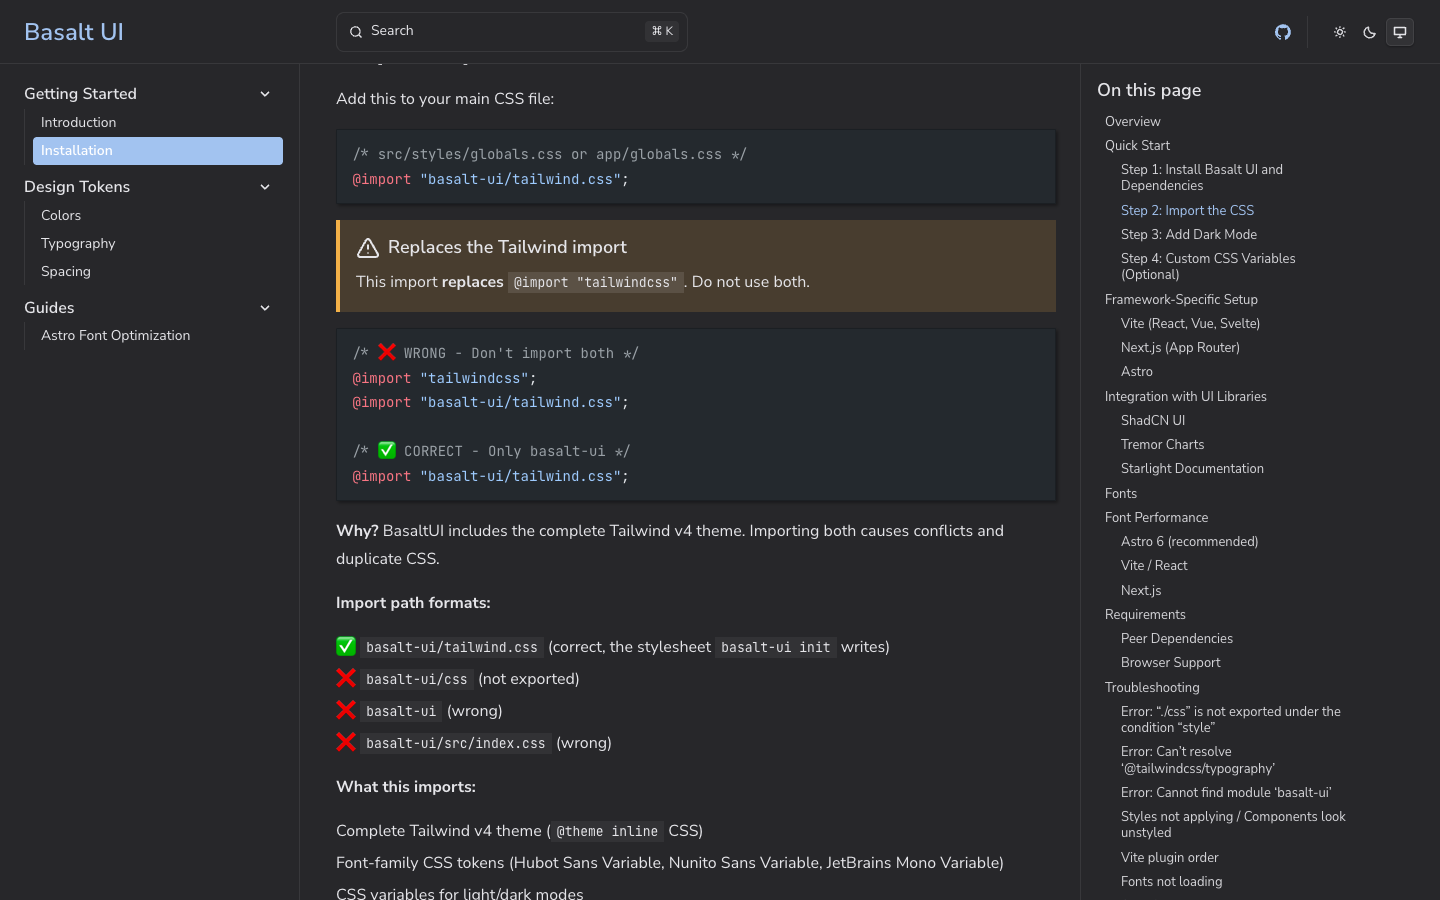 Basalt UI
Search
⌘ K
Getting Started
Introduction
Installation
Design Tokens
Colors
Typography
Spacing
Guides
Astro Font Optimization
Add this to your main CSS file:
/* src/styles/globals.css or app/globals.css */
@import "basalt-ui/tailwind.css";
Replaces the Tailwind import
This import replaces @import "tailwindcss". Do not use both.
/* ❌ WRONG - Don't import both */
@import "tailwindcss";
@import "basalt-ui/tailwind.css";
/* ✅ CORRECT - Only basalt-ui */
@import "basalt-ui/tailwind.css";
Why? BasaltUI includes the complete Tailwind v4 theme. Importing both causes conflicts and
duplicate CSS.
Import path formats:
✅ basalt-ui/tailwind.css (correct, the stylesheet basalt-ui init writes)
❌ basalt-ui/css (not exported)
❌ basalt-ui (wrong)
❌ basalt-ui/src/index.css (wrong)
What this imports:
Complete Tailwind v4 theme (@theme inline CSS)
Font-family CSS tokens (Hubot Sans Variable, Nunito Sans Variable, JetBrains Mono Variable)
CSS variables for light/dark modes
On this page
Overview
Quick Start
Step 1: Install Basalt UI and
Dependencies
Step 2: Import the CSS
Step 3: Add Dark Mode
Step 4: Custom CSS Variables
(Optional)
Framework-Specific Setup
Vite (React, Vue, Svelte)
Next.js (App Router)
Astro
Integration with UI Libraries
ShadCN UI
Tremor Charts
Starlight Documentation
Fonts
Font Performance
Astro 6 (recommended)
Vite / React
Next.js
Requirements
Peer Dependencies
Browser Support
Troubleshooting
Error: “./css” is not exported under the
condition “style”
Error: Can’t resolve
‘@tailwindcss/typography’
Error: Cannot find module ‘basalt-ui’
Styles not applying / Components look
unstyled
Vite plugin order
Fonts not loading